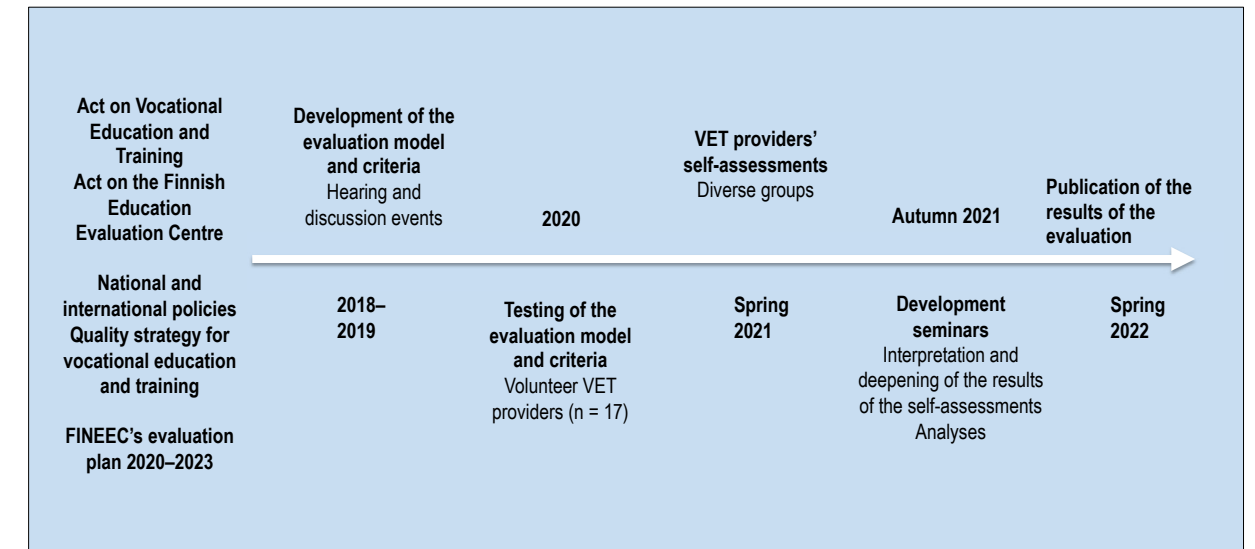 Act on Vocational
Education and
Training
Act on the Finnish
Education
Evaluation Centre
National and
international policies
Quality strategy for
vocational education
and training
FINEEC's evaluation
plan 2020–2023
Development of the
evaluation model
and criteria
Hearing and
discussion events
2018–
2019
2020
Testing of the
evaluation model
and criteria
Volunteer VET
providers (n = 17)
VET providers'
self-assessments
Diverse groups
Spring
2021
Autumn 2021
Development
seminars
Interpretation and
deepening of the results
of the self-assessments
Analyses
Publication of the
results of the
evaluation
Spring
2022